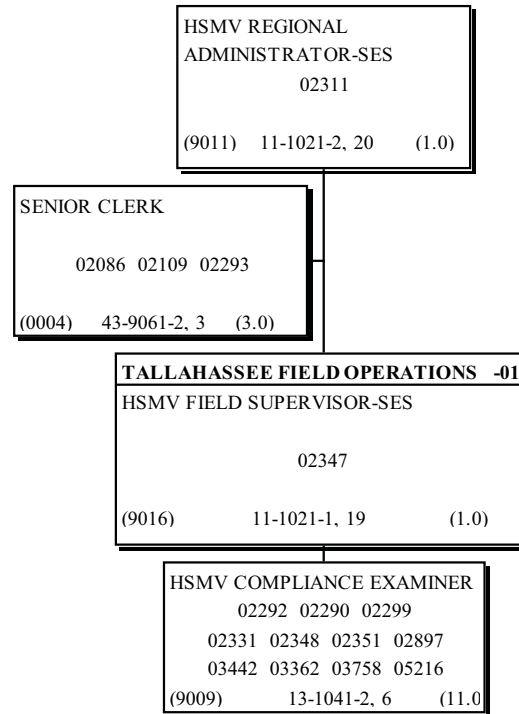 HSMV REGIONAL
ADMINISTRATOR-SES
02311
(9011) 11-1021-2, 20 (1.0)
SENIOR CLERK
02086 02109 02293
(0004) 43-9061-2, 3 (3.0)
TALLAHASSEE FIELD OPERATIONS -01
HSMV FIELD SUPERVISOR-SES
02347
(9016) 11-1021-1, 19 (1.0)
HSMV COMPLIANCE EXAMINER
02292 02290 02299
02331 02348 02351 02897
03442 03362 03758 05216
(9009) 13-1041-2, 6 (11.0